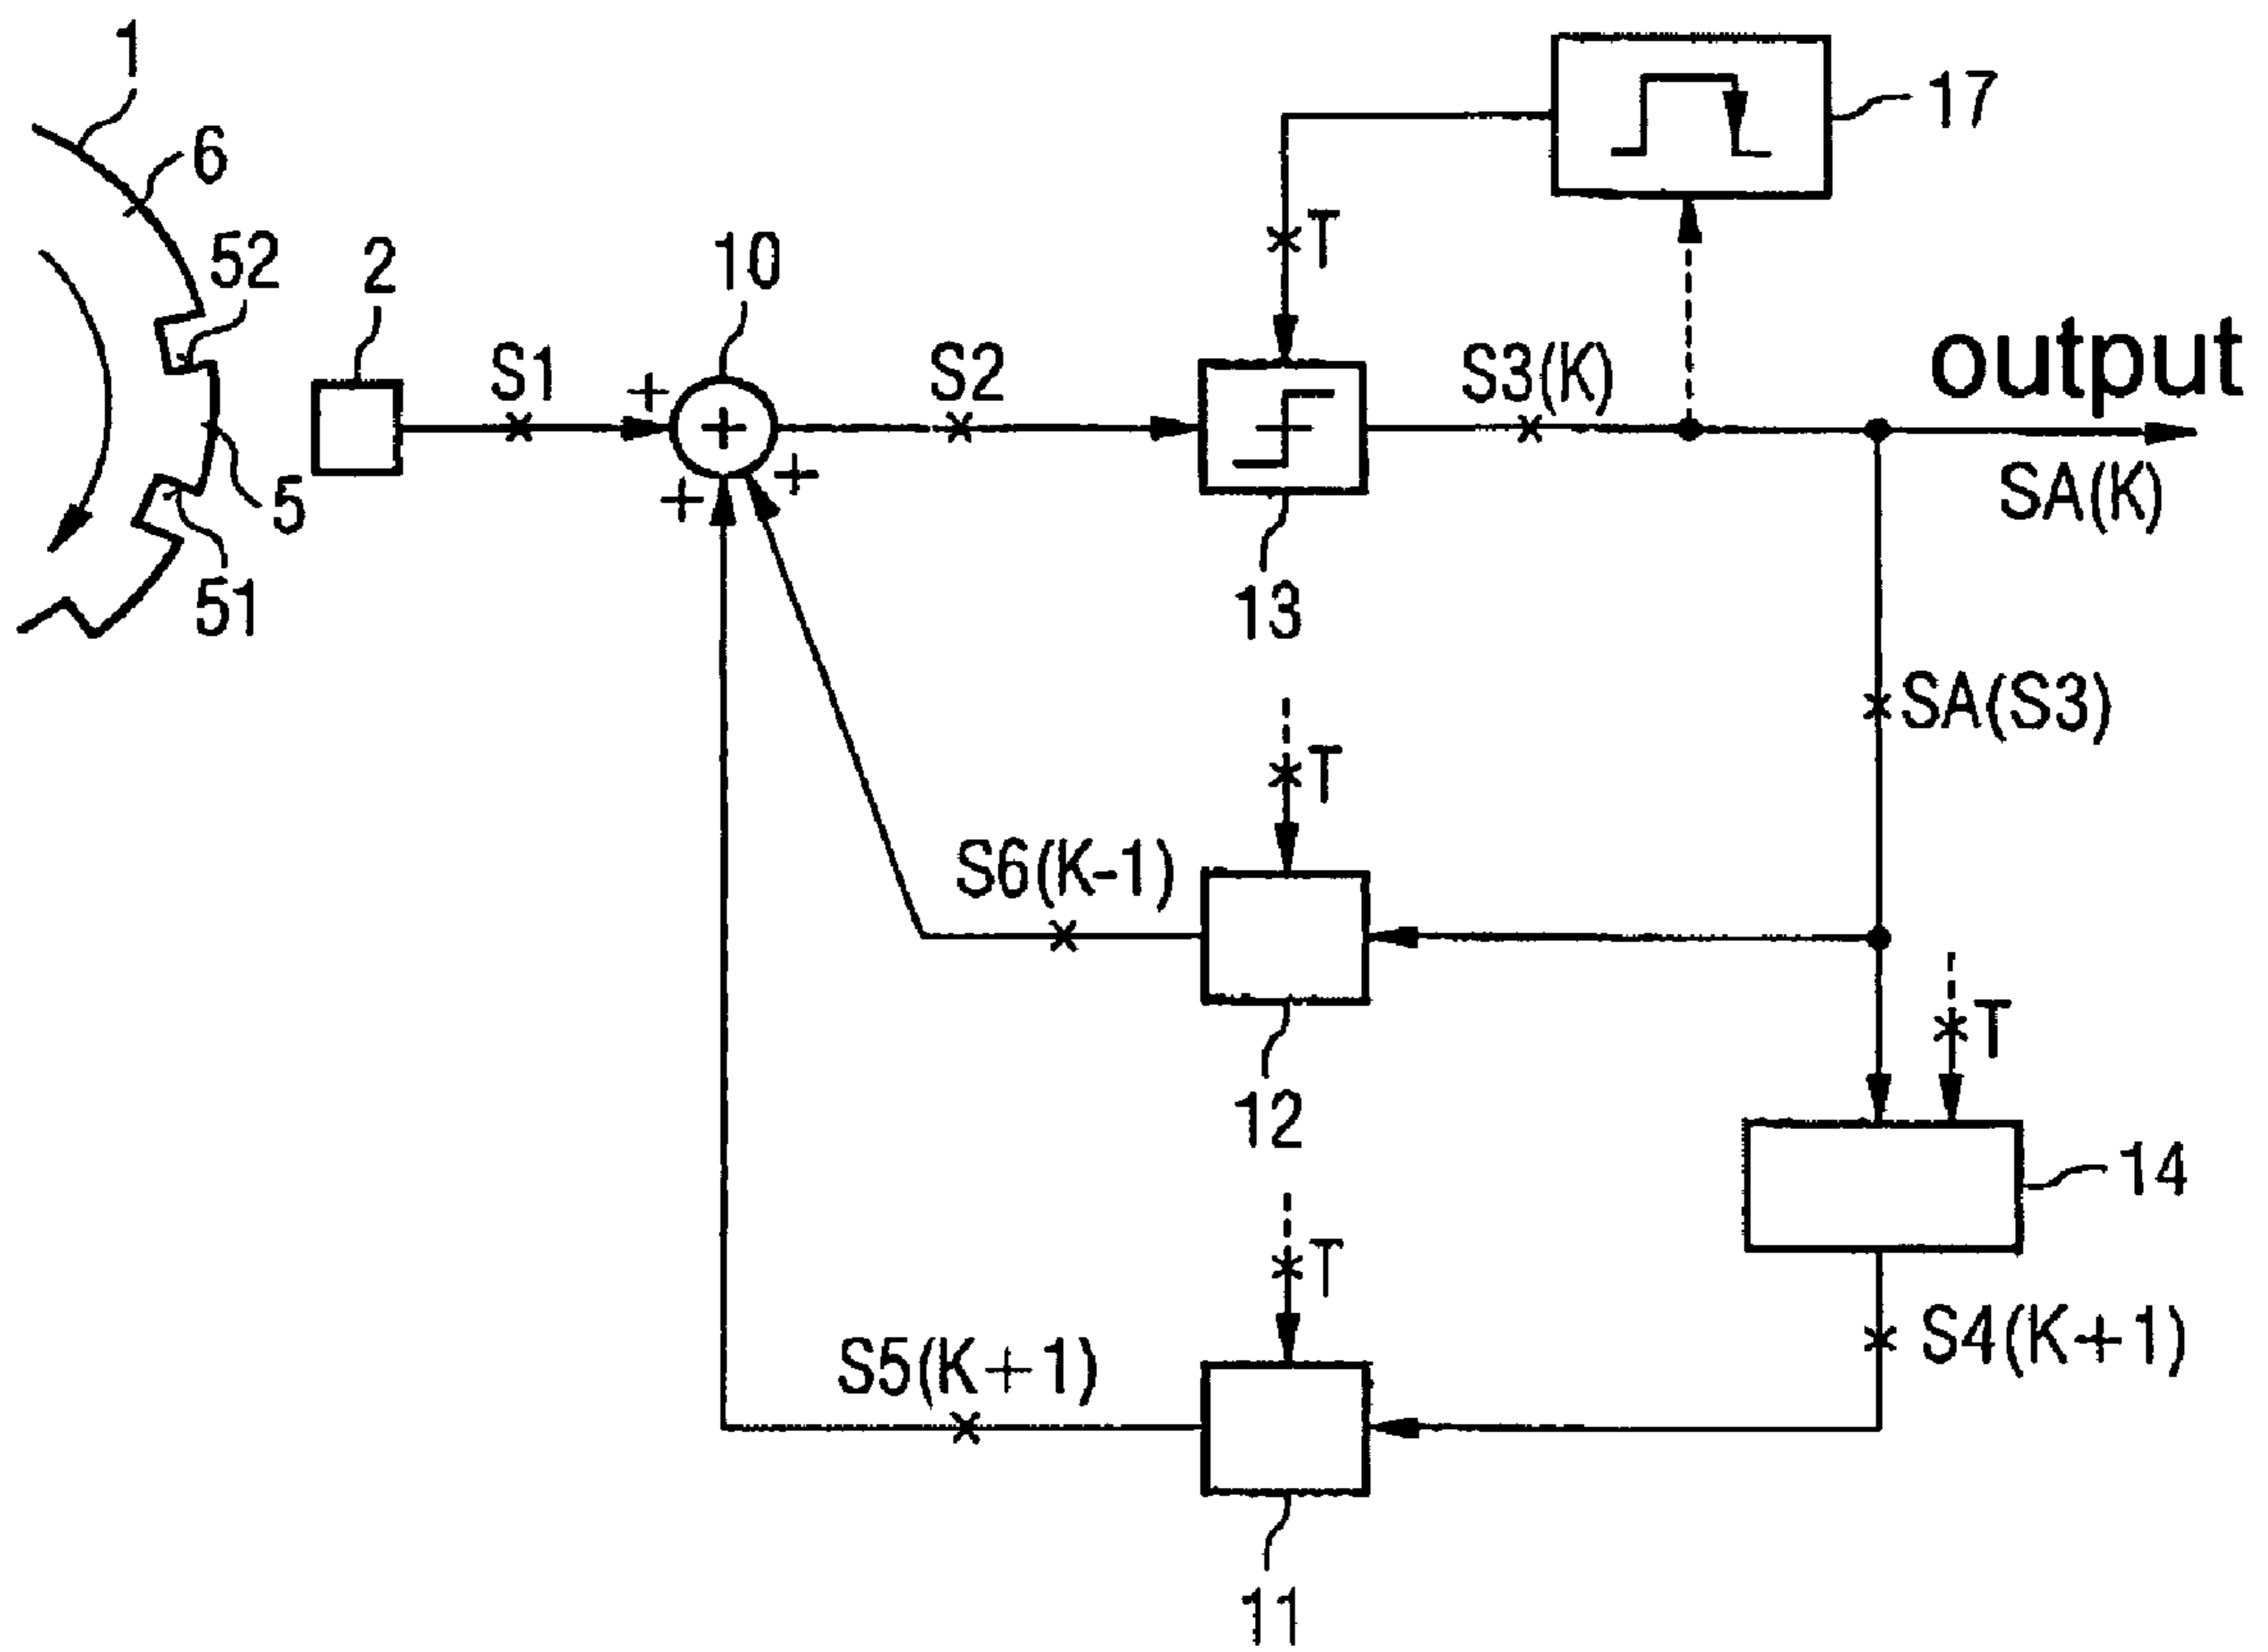 1
17
6
52
2
10
T
S1
+
+
S2
S3(K)
output
+
+
SA(K)
5
51
13
SA(S3)
T
S6(K-1)
T
12
14
T
S4(K+1)
S5(K+1)
11